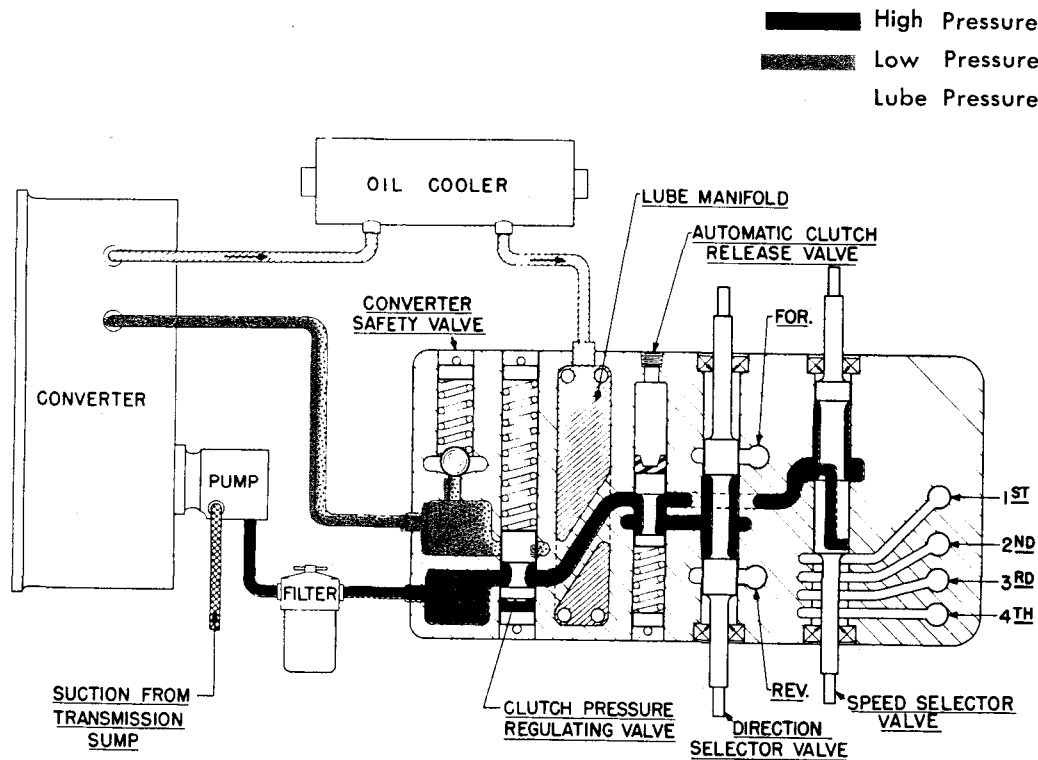 High Pressure
Low Pressure
Lube Pressure
OIL COOLER
LUBE MANIFOLD
AUTOMATIC CLUTCH
RELEASE VALVE
CONVERTER
SAFETY VALVE
FOR.
CONVERTER
PUMP
1ST
2ND
FILTER
3RD
4TH
SUCTION FROM
TRANSMISSION
SUMP
CLUTCH PRESSURE
REGULATING VALVE
REV.
DIRECTION
SELECTOR VALVE
SPEED SELECTOR
VALVE